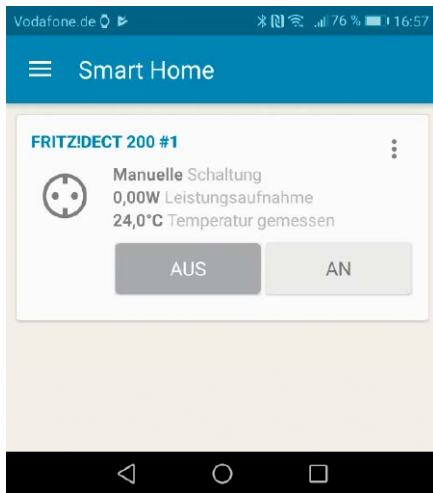 Vodafone.de 76 % 16:57
Smart Home
FRITZ!DECT 200 #1
Manuelle Schaltung
0,00W Leistungsaufnahme
24,0°C Temperatur gemessen
AUS AN